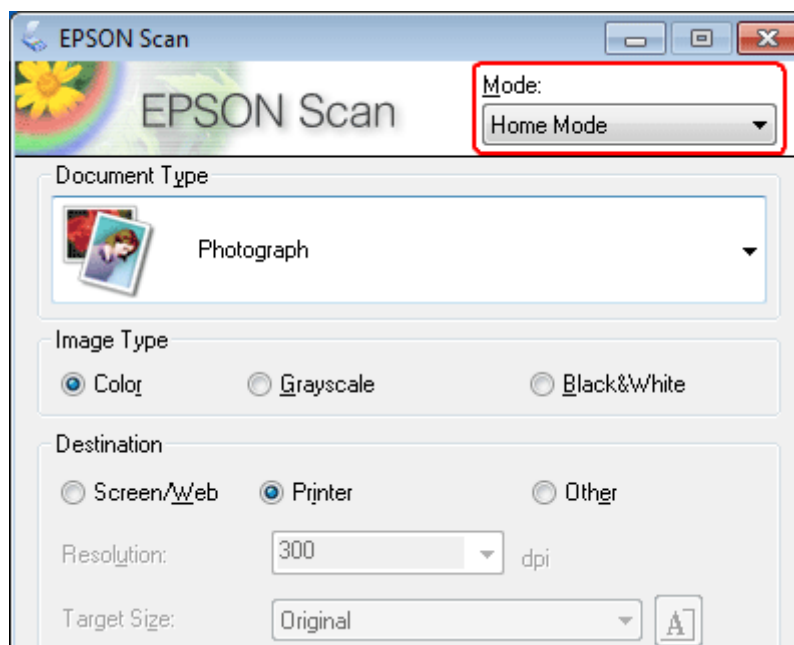 EPSON Scan
EPSON Scan
Mode:
Home Mode
Document Type
Photograph
Image Type
Color Grayscale Black&White
Destination
Screen/Web Printer Other
Resolution: 300 dpi
Target Size: Original A